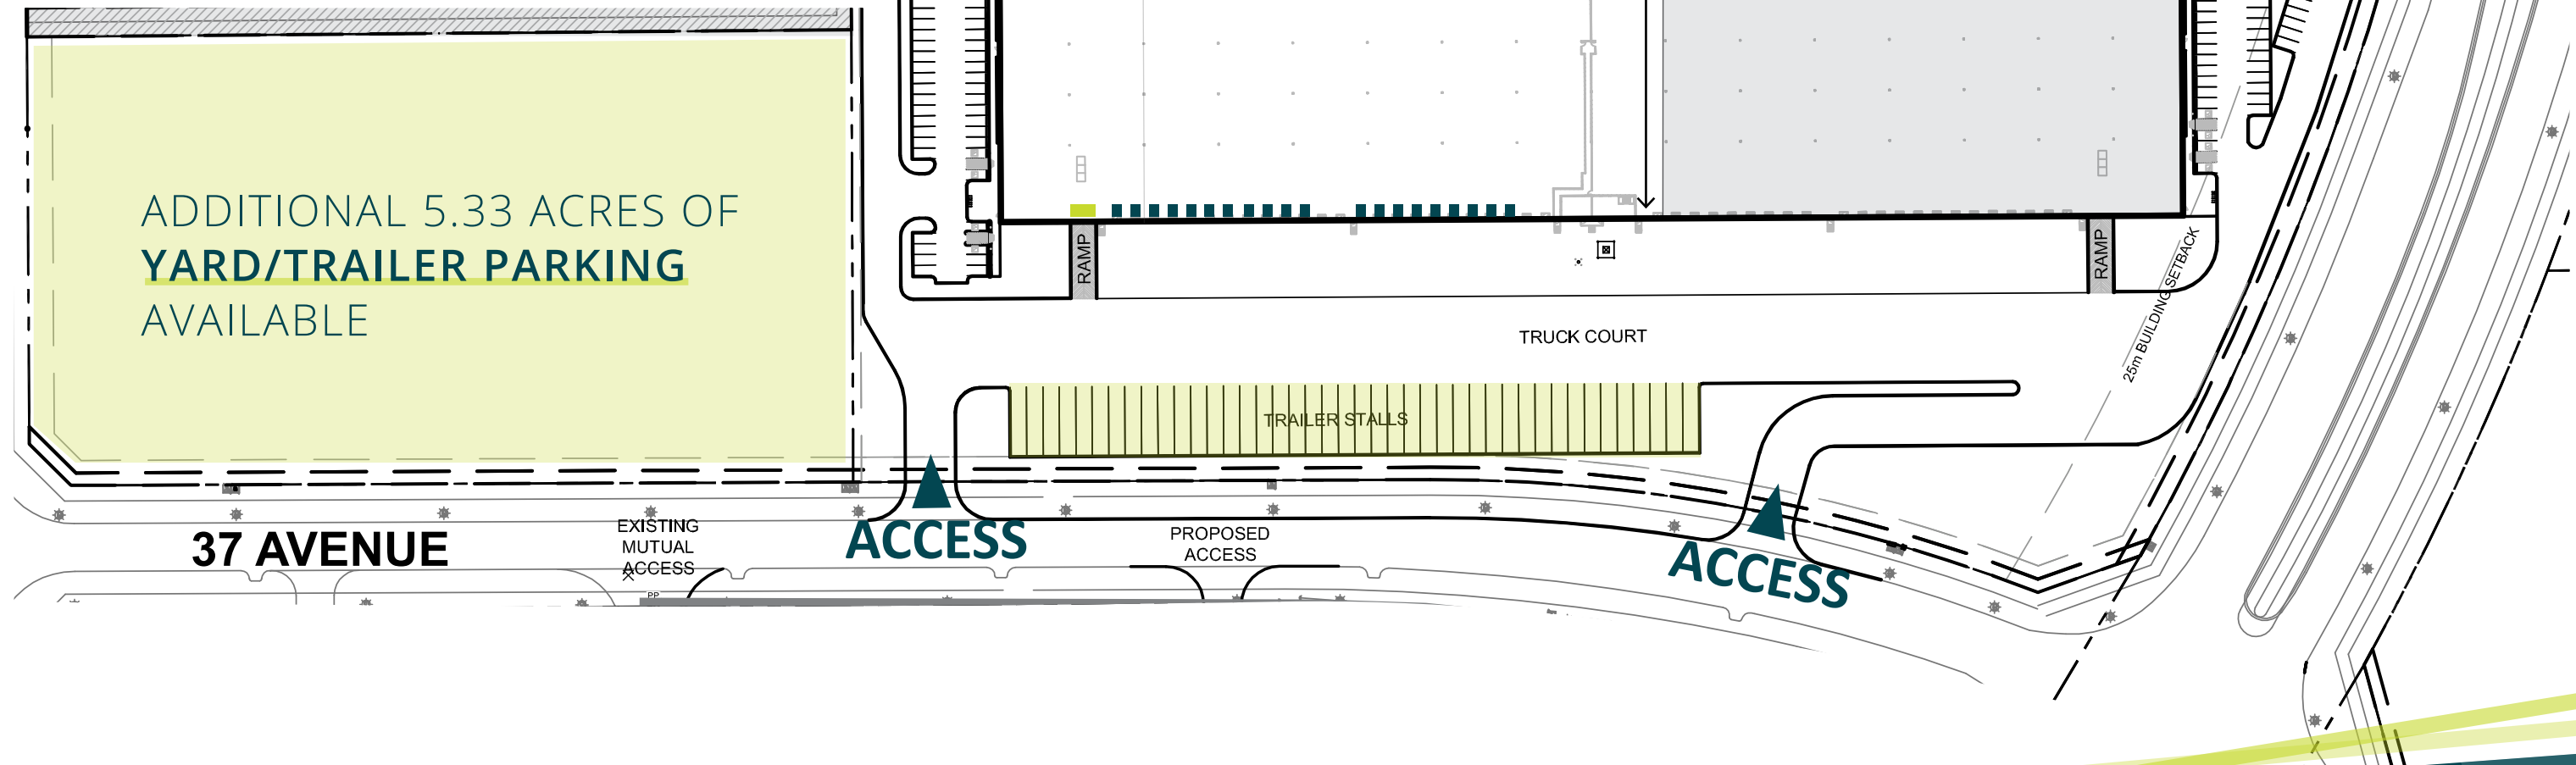 ADDITIONAL 5.33 ACRES OF
YARD/TRAILER PARKING
AVAILABLE
RAMP
RAMP
25m BUILDING SETBACK
TRUCK COURT
TRAILER STALLS
37 AVENUE
EXISTING
MUTUAL
ACCESS
ACCESS
PROPOSED
ACCESS
ACCESS
PP